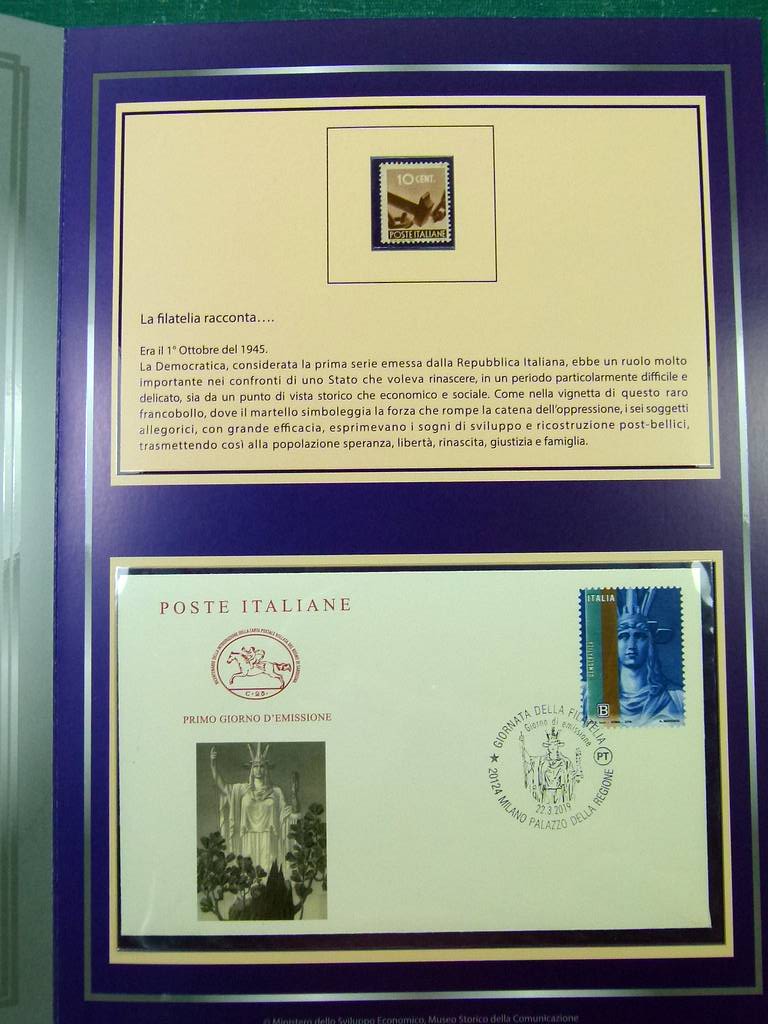 10 CENT.
POSTE ITALIANE
La filatelia racconta....
Era il 1° Ottobre del 1945.
La Democratica, considerata la prima serie emessa dalla Repubblica Italiana, ebbe un ruolo molto
importante nei confronti di uno Stato che voleva rinascere, in un periodo particolarmente difficile e
delicato, sia da un punto di vista storico che economico e sociale. Come nella vignetta di questo raro
francobollo, dove il martello simboleggia la forza che rompe la catena dell'oppressione, i sei soggetti
allegorici, con grande efficacia, esprimevano i sogni di sviluppo e ricostruzione post-bellici,
trasmettendo così alla popolazione speranza, libertà, rinascita, giustizia e famiglia.
POSTE ITALIANE
C. 25.
PRIMO GIORNO D'EMISSIONE
ITALIA
DEMOCRATICA
B
GIORNATA DELLA FILATELIA
Giorno di emissione
PT
22.3.2019
20124 MILANO PALAZZO DELLA REGIONE
© Ministero dello Sviluppo Economico, Museo Storico della Comunicazione